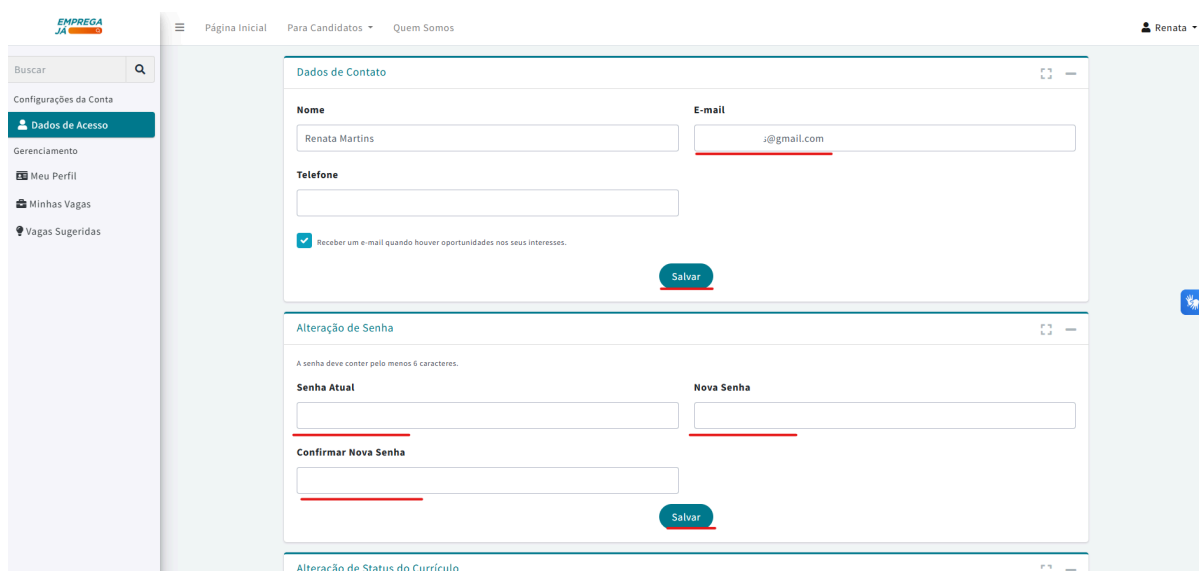 EMPREGA
JÁ
Página Inicial Para Candidatos Quem Somos
Renata
Buscar
Configurações da Conta
Dados de Acesso
Gerenciamento
Meu Perfil
Minhas Vagas
Vagas Sugeridas
Dados de Contato
Nome
Renata Martins
E-mail
@gmail.com
Telefone
Receber um e-mail quando houver oportunidades nos seus interesses.
Salvar
Alteração de Senha
A senha deve conter pelo menos 6 caracteres.
Senha Atual
Nova Senha
Confirmar Nova Senha
Salvar
Alteração de Status do Currículo